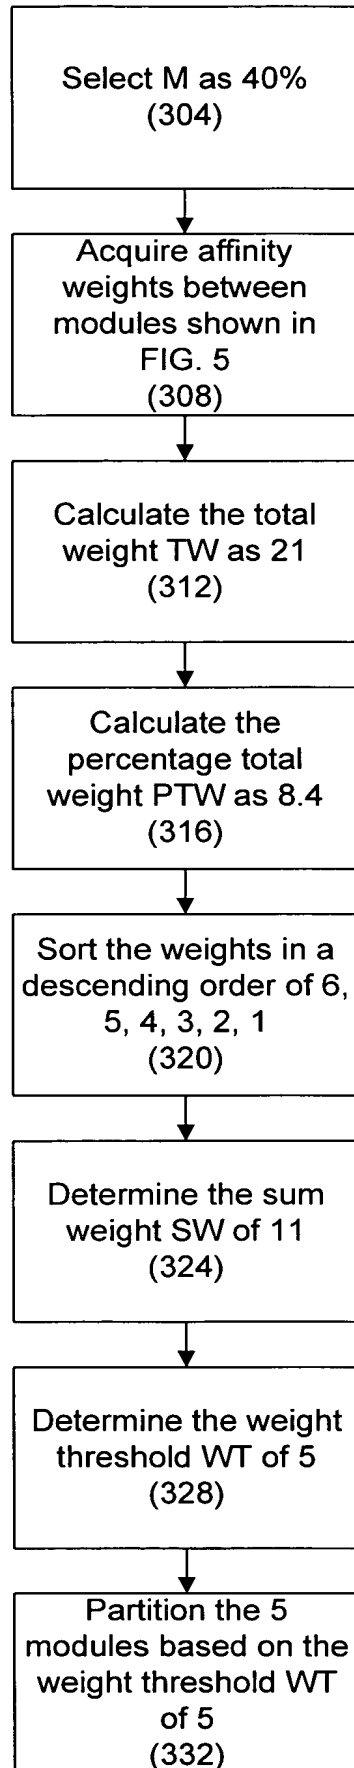 Select M as 40%
(304)
Acquire affinity
weights between
modules shown in
FIG. 5
(308)
Calculate the total
weight TW as 21
(312)
Calculate the
percentage total
weight PTW as 8.4
(316)
Sort the weights in a
descending order of 6,
5, 4, 3, 2, 1
(320)
Determine the sum
weight SW of 11
(324)
Determine the weight
threshold WT of 5
(328)
Partition the 5
modules based on the
weight threshold WT
of 5
(332)